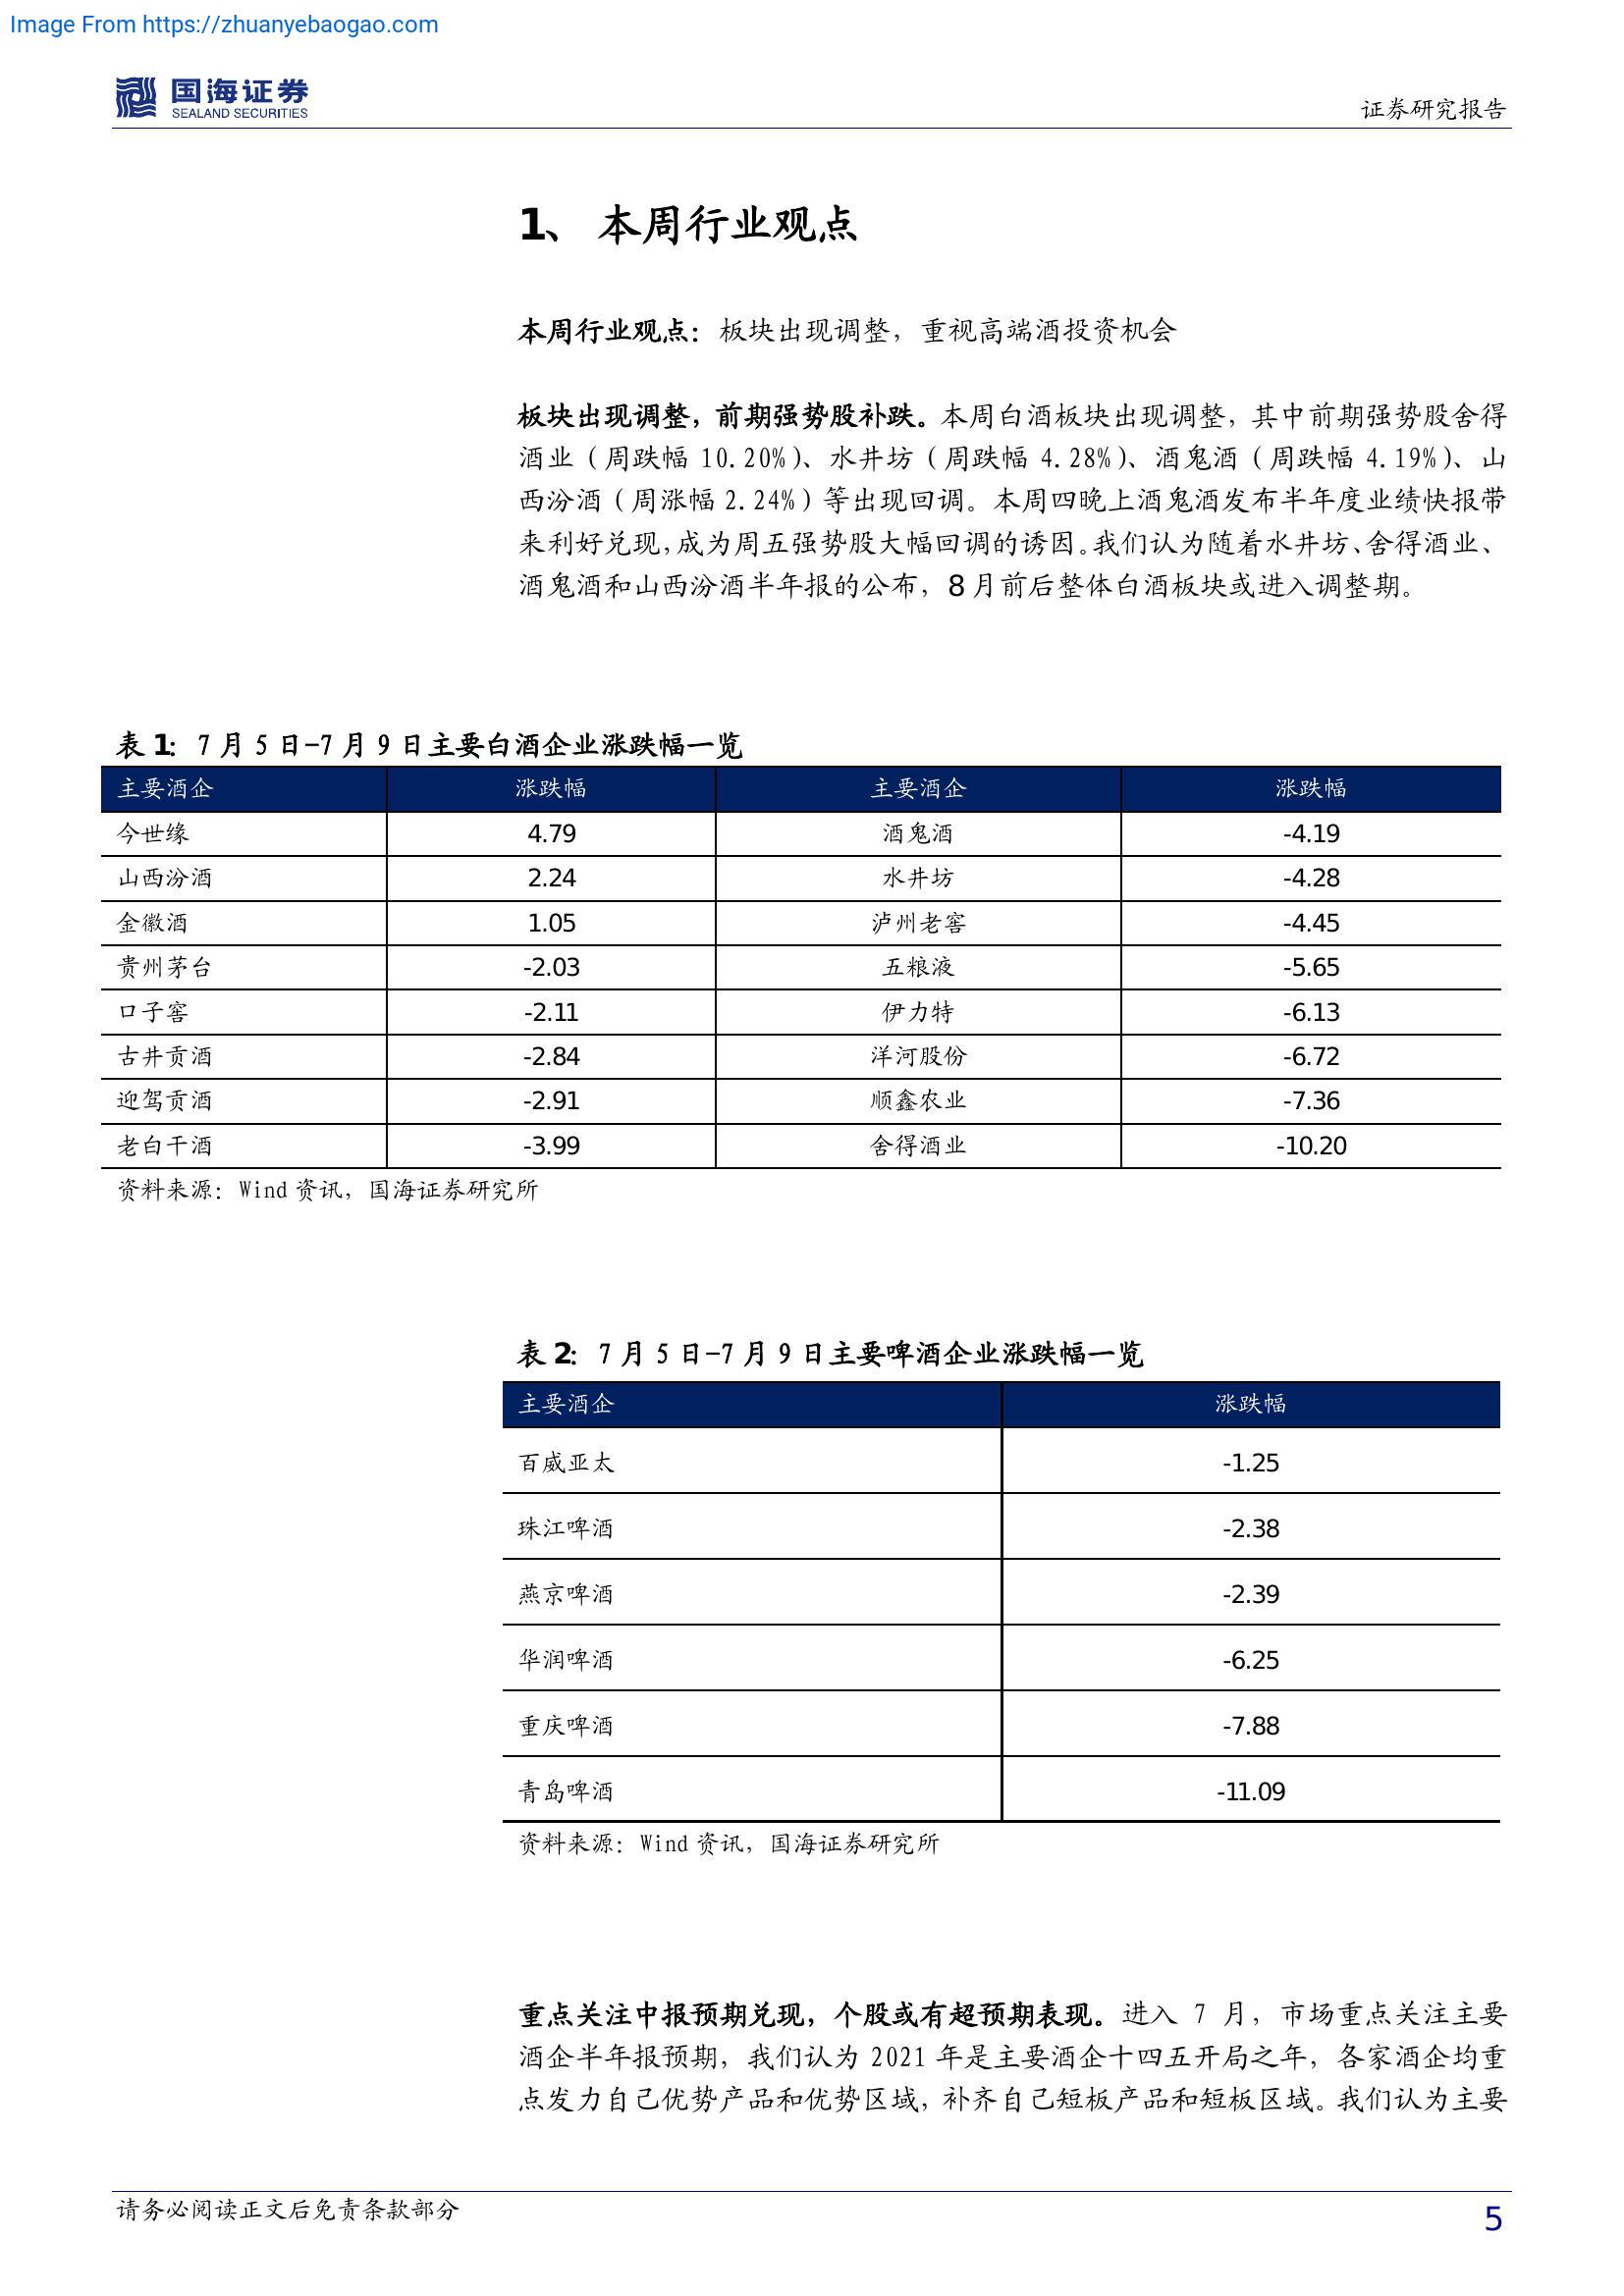 Image From https://zhuanyebaogao.com
国海证券
SEALAND SECURITIES
证券研究报告
1、 本周行业观点
本周行业观点：板块出现调整，重视高端酒投资机会
板块出现调整，前期强势股补跌。本周白酒板块出现调整，其中前期强势股舍得
酒业（周跌幅 10.20%）、水井坊（周跌幅 4.28%）、酒鬼酒（周跌幅 4.19%）、山
西汾酒（周涨幅 2.24%）等出现回调。本周四晚上酒鬼酒发布半年度业绩快报带
来利好兑现，成为周五强势股大幅回调的诱因。我们认为随着水井坊、舍得酒业、
酒鬼酒和山西汾酒半年报的公布，8 月前后整体白酒板块或进入调整期。
表 1：7 月 5 日-7 月 9 日主要白酒企业涨跌幅一览
主要酒企 涨跌幅 主要酒企 涨跌幅
今世缘 4.79 酒鬼酒 -4.19
山西汾酒 2.24 水井坊 -4.28
金徽酒 1.05 泸州老窖 -4.45
贵州茅台 -2.03 五粮液 -5.65
口子窖 -2.11 伊力特 -6.13
古井贡酒 -2.84 洋河股份 -6.72
迎驾贡酒 -2.91 顺鑫农业 -7.36
老白干酒 -3.99 舍得酒业 -10.20
资料来源：Wind 资讯，国海证券研究所
表 2：7 月 5 日-7 月 9 日主要啤酒企业涨跌幅一览
主要酒企 涨跌幅
百威亚太 -1.25
珠江啤酒 -2.38
燕京啤酒 -2.39
华润啤酒 -6.25
重庆啤酒 -7.88
青岛啤酒 -11.09
资料来源：Wind 资讯，国海证券研究所
重点关注中报预期兑现，个股或有超预期表现。进入 7 月，市场重点关注主要
酒企半年报预期，我们认为 2021 年是主要酒企十四五开局之年，各家酒企均重
点发力自己优势产品和优势区域，补齐自己短板产品和短板区域。我们认为主要
请务必阅读正文后免责条款部分
5